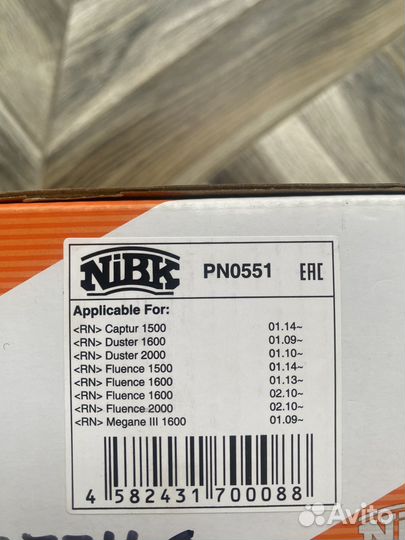 NiBK PN0551 EAC
Applicable For:
<RN> Captur 1500 01.14~
<RN> Duster 1600 01.09~
<RN> Duster 2000 01.10~
<RN> Fluence 1500 01.14~
<RN> Fluence 1600 01.13~
<RN> Fluence 1600 02.10~
<RN> Fluence 2000 02.10~
<RN> Megane III 1600 01.09~
4 582431 700088
Avito